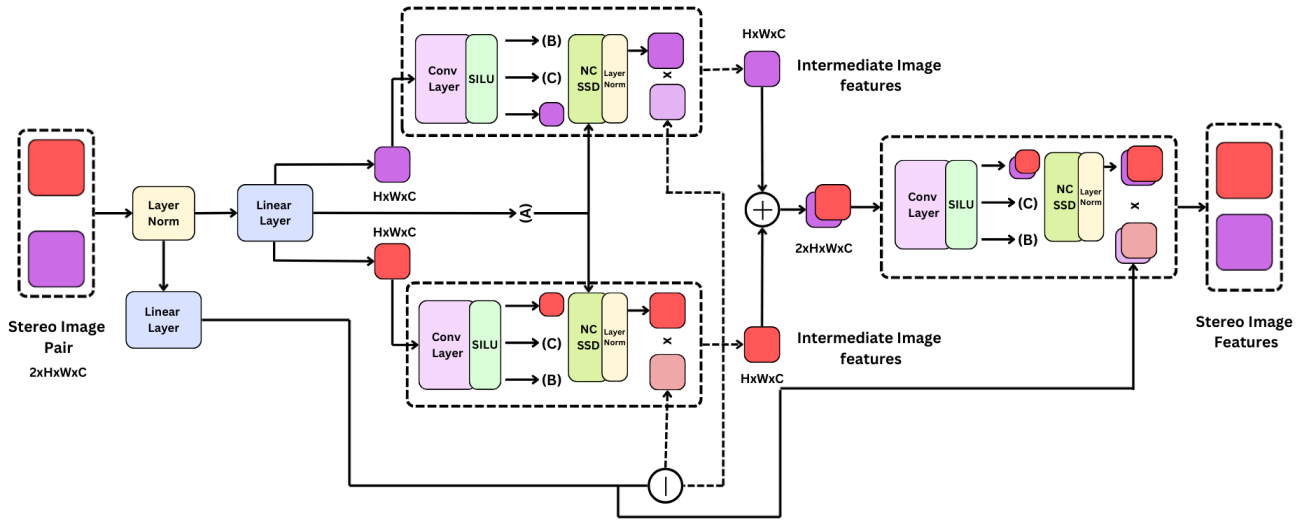 Stereo Image
Pair
2xHxWxC
Layer
Norm
Linear
Layer
Linear
Layer
HxWxC
HxWxC
(A)
Conv
Layer
SILU
(B)
(C)
NC
SSD
Layer
Norm
x
Conv
Layer
SILU
(C)
(B)
NC
SSD
Layer
Norm
x
HxWxC
Intermediate Image
features
+
2xHxWxC
Intermediate Image
features
HxWxC
|
Conv
Layer
SILU
(C)
(B)
NC
SSD
Layer
Norm
x
Stereo Image
Features